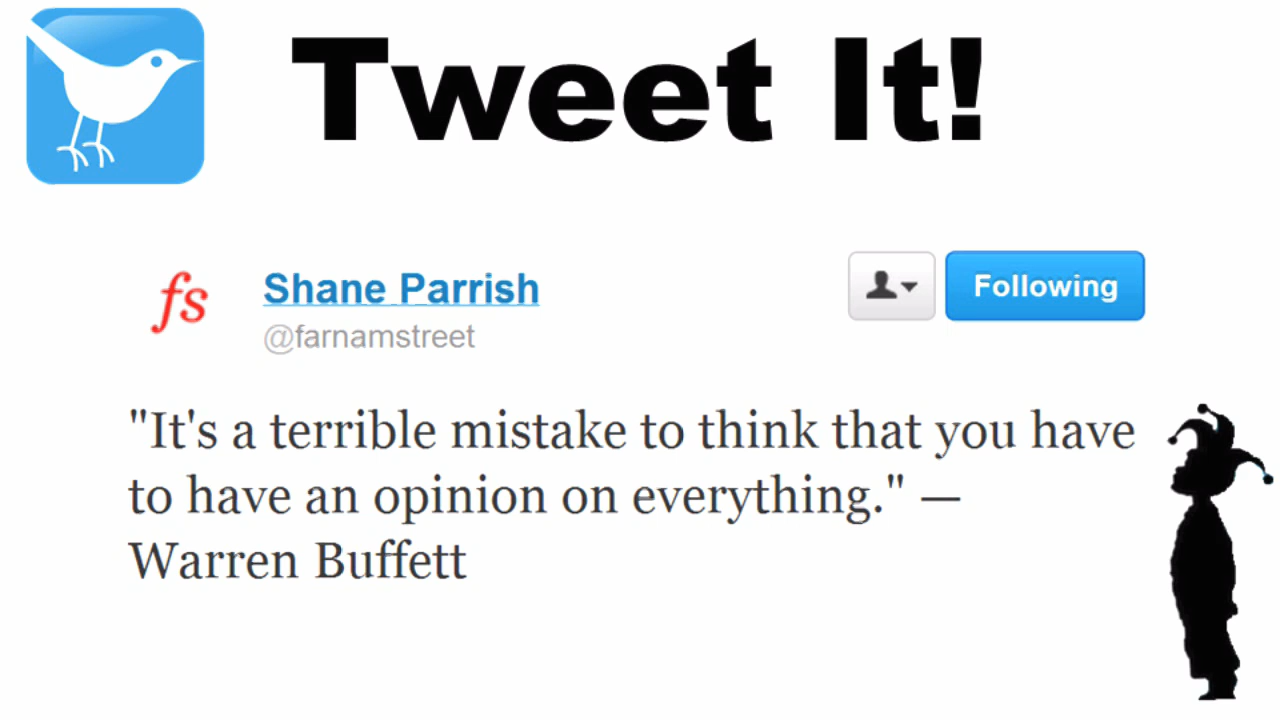 Tweet It!
fs
Shane Parrish
Following
@farnamstreet
"It's a terrible mistake to think that you have
to have an opinion on everything." —
Warren Buffett